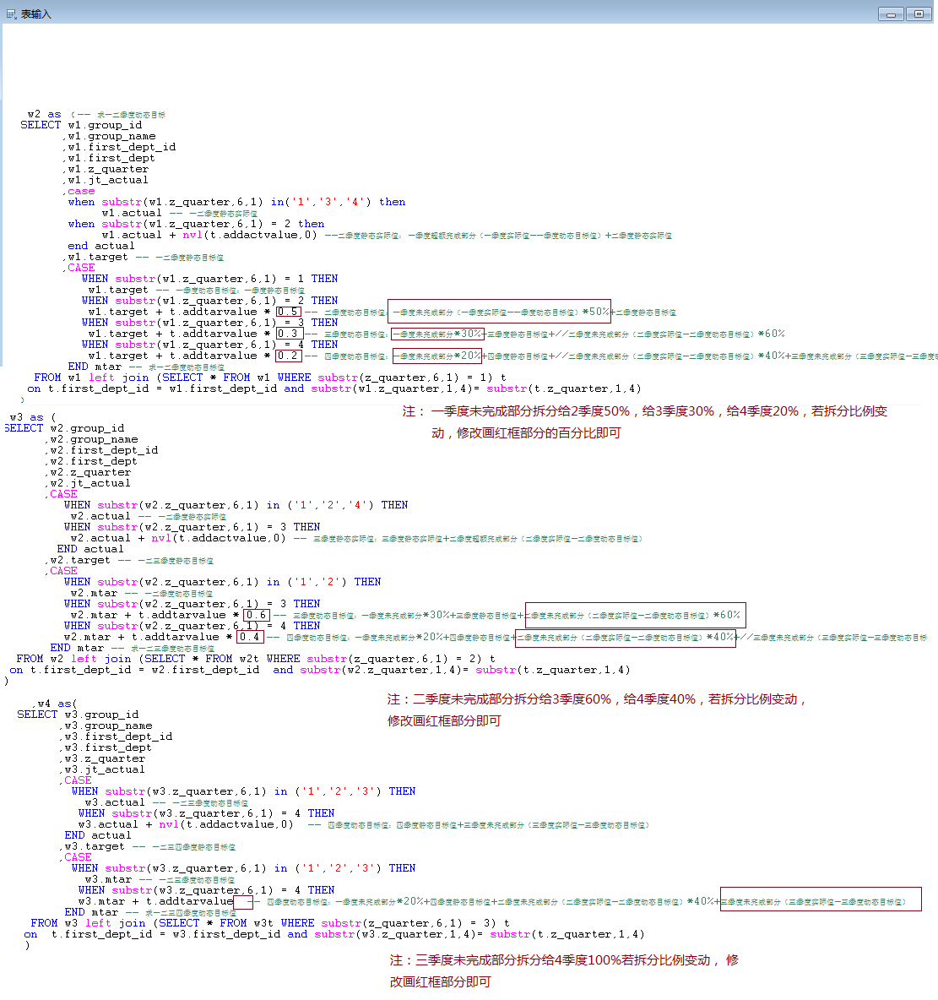 表输入
w2 as （—— 求一二季度动态目标
SELECT w1.group_id
,w1.group_name
,w1.first_dept_id
,w1.first_dept
,w1.z_quarter
,w1.jt_actual
,case
when substr(w1.z_quarter,6,1) in('1','3','4') then
w1.actual —— 一二季度静态实际值
when substr(w1.z_quarter,6,1) = 2 then
w1.actual + nvl(t.addactvalue,0) ——二季度静态实际值：一季度超额完成部分（一季度实际值——一季度动态目标值）+二季度静态实际值
end actual
,w1.target —— 一二季度静态目标值
,CASE
WHEN substr(w1.z_quarter,6,1) = 1 THEN
w1.target —— 一季度动态目标值：一季度静态目标值
WHEN substr(w1.z_quarter,6,1) = 2 THEN
w1.target + t.addtarvalue * 0.5 —— 二季度动态目标值：一季度未完成部分（一季度实际值——一季度动态目标值）*50%+二季度静态目标值
WHEN substr(w1.z_quarter,6,1) = 3 THEN
w1.target + t.addtarvalue * 0.3 —— 三季度动态目标值：一季度未完成部分*30%+三季度静态目标值+//二季度未完成部分（二季度实际值—二季度动态目标值）*60%
WHEN substr(w1.z_quarter,6,1) = 4 THEN
w1.target + t.addtarvalue * 0.2 —— 四季度动态目标值：一季度未完成部分*20%+四季度静态目标值+//二季度未完成部分（二季度实际值—二季度动态目标值）*40%+三季度未完成部分（三季度实际值—三季度
END mtar —— 求一二季度动态目标值
FROM w1 left join (SELECT * FROM w1 WHERE substr(z_quarter,6,1) = 1) t
on t.first_dept_id = w1.first_dept_id and substr(w1.z_quarter,1,4)= substr(t.z_quarter,1,4)
)
注： 一季度未完成部分拆分给2季度50%，给3季度30%，给4季度20%，若拆分比例变
动，修改画红框部分的百分比即可
w3 as (
SELECT w2.group_id
,w2.group_name
,w2.first_dept_id
,w2.first_dept
,w2.z_quarter
,w2.jt_actual
,CASE
WHEN substr(w2.z_quarter,6,1) in ('1','2','4') THEN
w2.actual —— 一二季度静态实际值
WHEN substr(w2.z_quarter,6,1) = 3 THEN
w2.actual + nvl(t.addactvalue,0) —— 三季度静态实际值：三季度静态实际值+二季度超额完成部分（二季度实际值—二季度动态目标值）
END actual
,w2.target —— 一二三季度静态目标值
,CASE
WHEN substr(w2.z_quarter,6,1) in ('1','2') THEN
w2.mtar —— 一二季度动态目标值
WHEN substr(w2.z_quarter,6,1) = 3 THEN
w2.mtar + t.addtarvalue * 0.6 —— 三季度动态目标值：一季度未完成部分*30%+三季度静态目标值+二季度未完成部分（二季度实际值—二季度动态目标值）*60%
WHEN substr(w2.z_quarter,6,1) = 4 THEN
w2.mtar + t.addtarvalue * 0.4 —— 四季度动态目标值：一季度未完成部分*20%+四季度静态目标值+二季度未完成部分（二季度实际值—二季度动态目标值）*40%+//三季度未完成部分（三季度实际值—三季度动态目标
END mtar —— 求一二三季度动态目标值
FROM w2 left join (SELECT * FROM w2t WHERE substr(z_quarter,6,1) = 2) t
on t.first_dept_id = w2.first_dept_id and substr(w2.z_quarter,1,4)= substr(t.z_quarter,1,4)
)
注：二季度未完成部分拆分给3季度60%，给4季度40%，若拆分比例变动，
修改画红框部分即可
,w4 as(
SELECT w3.group_id
,w3.group_name
,w3.first_dept_id
,w3.first_dept
,w3.z_quarter
,w3.jt_actual
,CASE
WHEN substr(w3.z_quarter,6,1) in ('1','2','3') THEN
w3.actual —— 一二三季度动态目标值
WHEN substr(w3.z_quarter,6,1) = 4 THEN
w3.actual + nvl(t.addactvalue,0) —— 四季度动态目标值：四季度静态目标值+三季度未完成部分（三季度实际值—三季度动态目标值）
END actual
,w3.target —— 一二三四季度静态目标值
,CASE
WHEN substr(w3.z_quarter,6,1) in ('1','2','3') THEN
w3.mtar —— 一二三季度动态目标值
WHEN substr(w3.z_quarter,6,1) = 4 THEN
w3.mtar + t.addtarvalue —— 四季度动态目标值：一季度未完成部分*20%+四季度静态目标值+二季度未完成部分（二季度实际值—二季度动态目标值）*40%+三季度未完成部分（三季度实际值—三季度动态目标值）
END mtar —— 求一二三四季度动态目标值
FROM w3 left join (SELECT * FROM w3t WHERE substr(z_quarter,6,1) = 3) t
on t.first_dept_id = w3.first_dept_id and substr(w3.z_quarter,1,4)= substr(t.z_quarter,1,4)
)
注：三季度未完成部分拆分给4季度100%若拆分比例变动， 修
改画红框部分即可